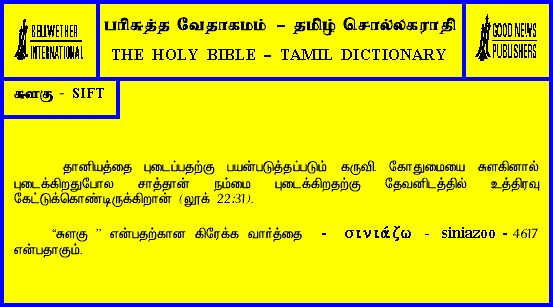 BELLWETHER
INTERNATIONAL
பரிசுத்த வேதாகமம் – தமிழ் சொல்லகராதி
THE HOLY BIBLE – TAMIL DICTIONARY
GOOD NEWS
PUBLISHERS
சுளகு - SIFT
தானியத்தை புடைப்பதற்கு பயன்படுத்தப்படும் கருவி. கோதுமையை சுளகினால்
புடைக்கிறதுபோல சாத்தான் நம்மை புடைக்கிறதற்கு தேவனிடத்தில் உத்திரவு
கேட்டுக்கொண்டிருக்கிறான் (லூக் 22:31).
“சுளகு ” என்பதற்கான கிரேக்க வார்த்தை - σινιάζω - siniazoo - 4617
என்பதாகும்.